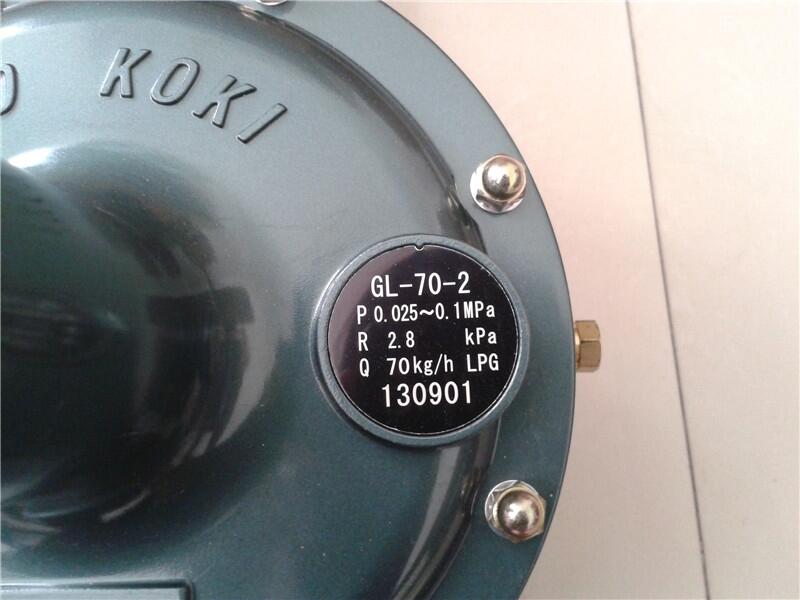 KOKI
GL-70-2
P 0.025~0.1MPa
R 2.8 kPa
Q 70kg/h LPG
130901